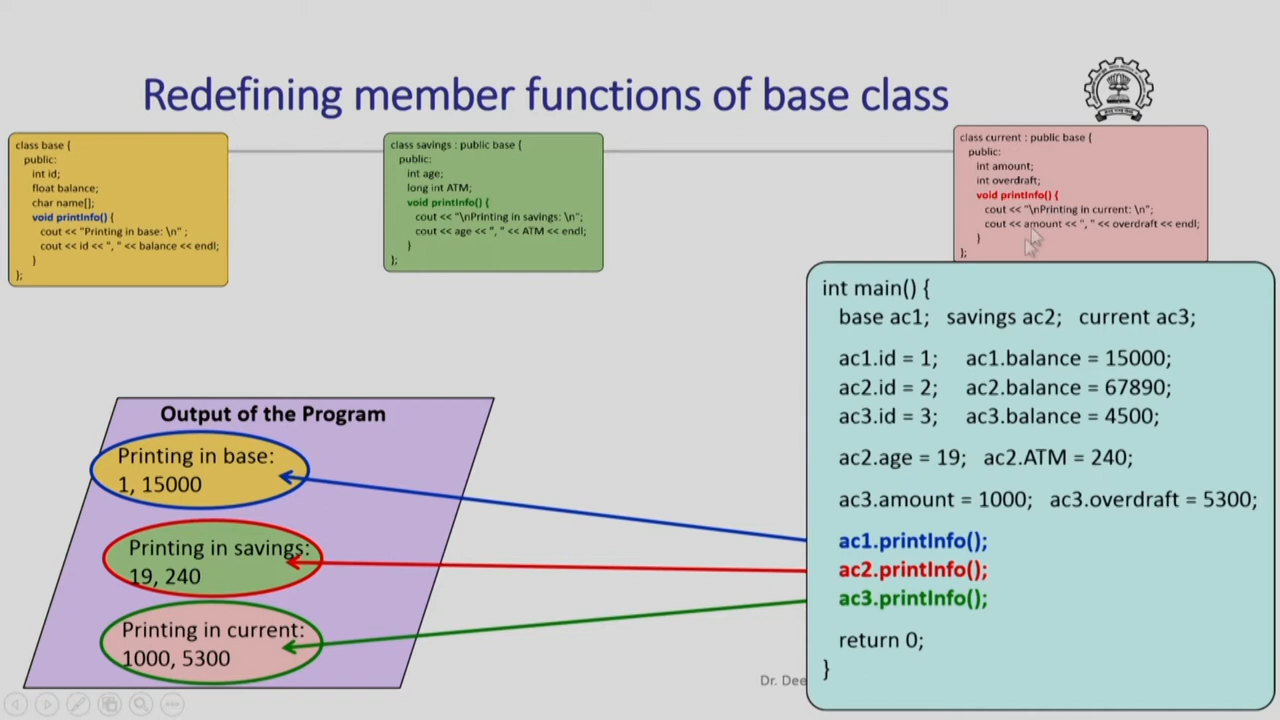 Redefining member functions of base class
class base {
public:
int id;
float balance;
char name[];
void printInfo() {
cout << "Printing in base: \n" ;
cout << id << ", " << balance << endl;
}
};
class savings : public base {
public:
int age;
long int ATM;
void printInfo() {
cout << "\nPrinting in savings: \n";
cout << age << ", " << ATM << endl;
}
};
class current : public base {
public:
int amount;
int overdraft;
void printInfo() {
cout << "\nPrinting in current: \n";
cout << amount << ", " << overdraft << endl;
}
};
int main() {
base ac1; savings ac2; current ac3;
ac1.id = 1; ac1.balance = 15000;
ac2.id = 2; ac2.balance = 67890;
ac3.id = 3; ac3.balance = 4500;
ac2.age = 19; ac2.ATM = 240;
ac3.amount = 1000; ac3.overdraft = 5300;
ac1.printInfo();
ac2.printInfo();
ac3.printInfo();
return 0;
}
Output of the Program
Printing in base:
1, 15000
Printing in savings:
19, 240
Printing in current:
1000, 5300
Dr. Dee